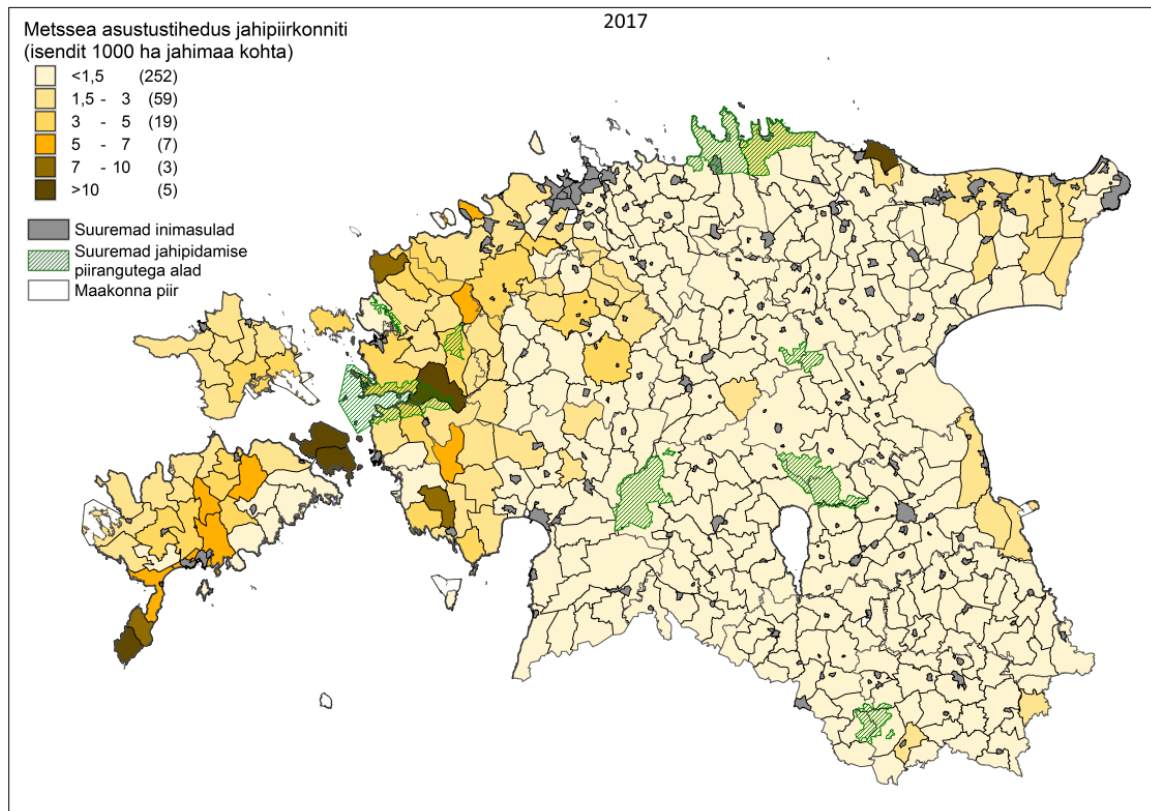 2017
Metssea asustustihedus jahipiirkonniti
(isendit 1000 ha jahimaa kohta)
<1,5 (252)
1,5 - 3 (59)
3 - 5 (19)
5 - 7 (7)
7 - 10 (3)
>10 (5)
Suuremad inimasulad
Suuremad jahipidamise
piirangutega alad
Maakonna piir